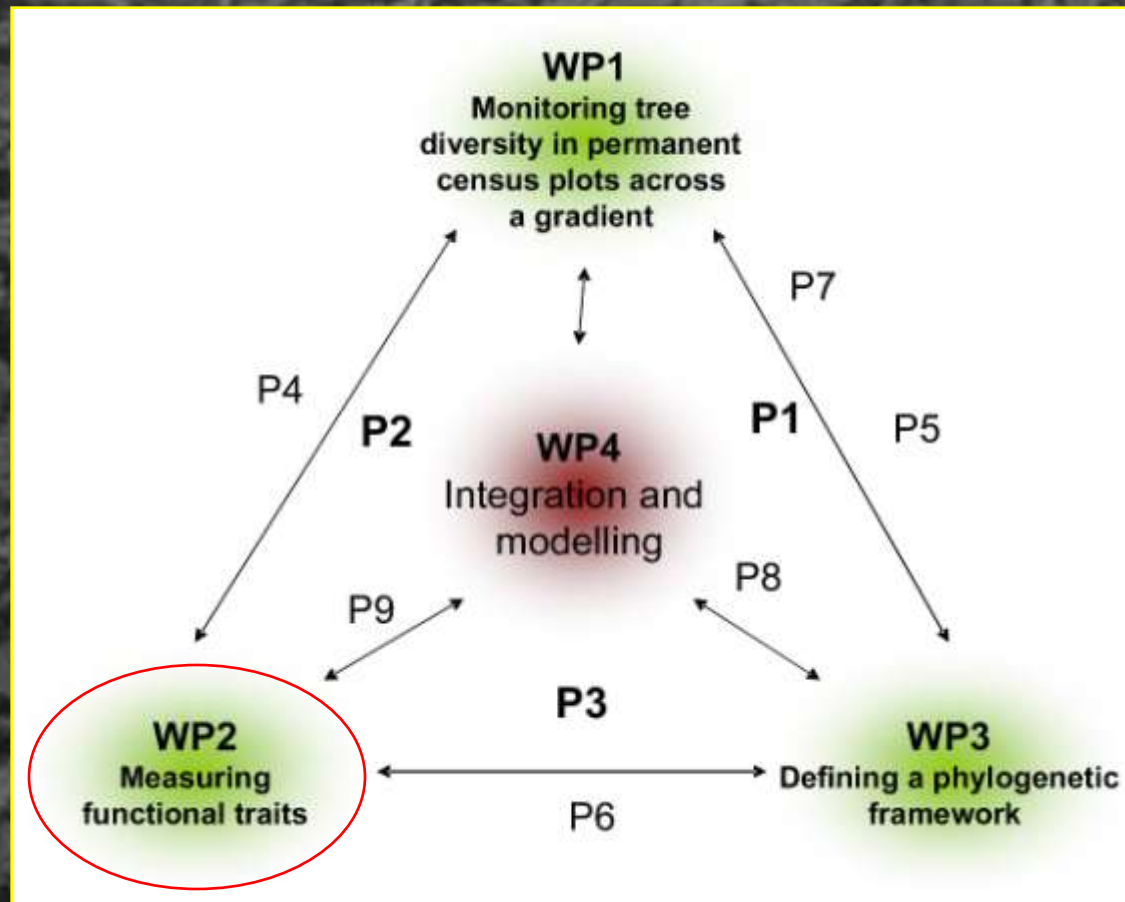 WP1
Monitoring tree
diversity in permanent
census plots across
a gradient
P7
P4
P2
P1
P5
WP4
Integration and
modelling
P8
P9
P3
WP2
Measuring
functional traits
WP3
Defining a phylogenetic
framework
P6